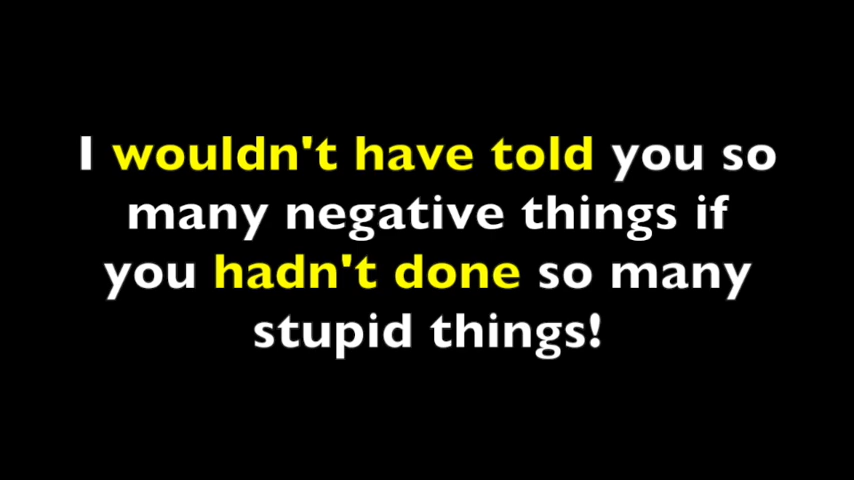 I wouldn't have told you so
many negative things if
you hadn't done so many
stupid things!